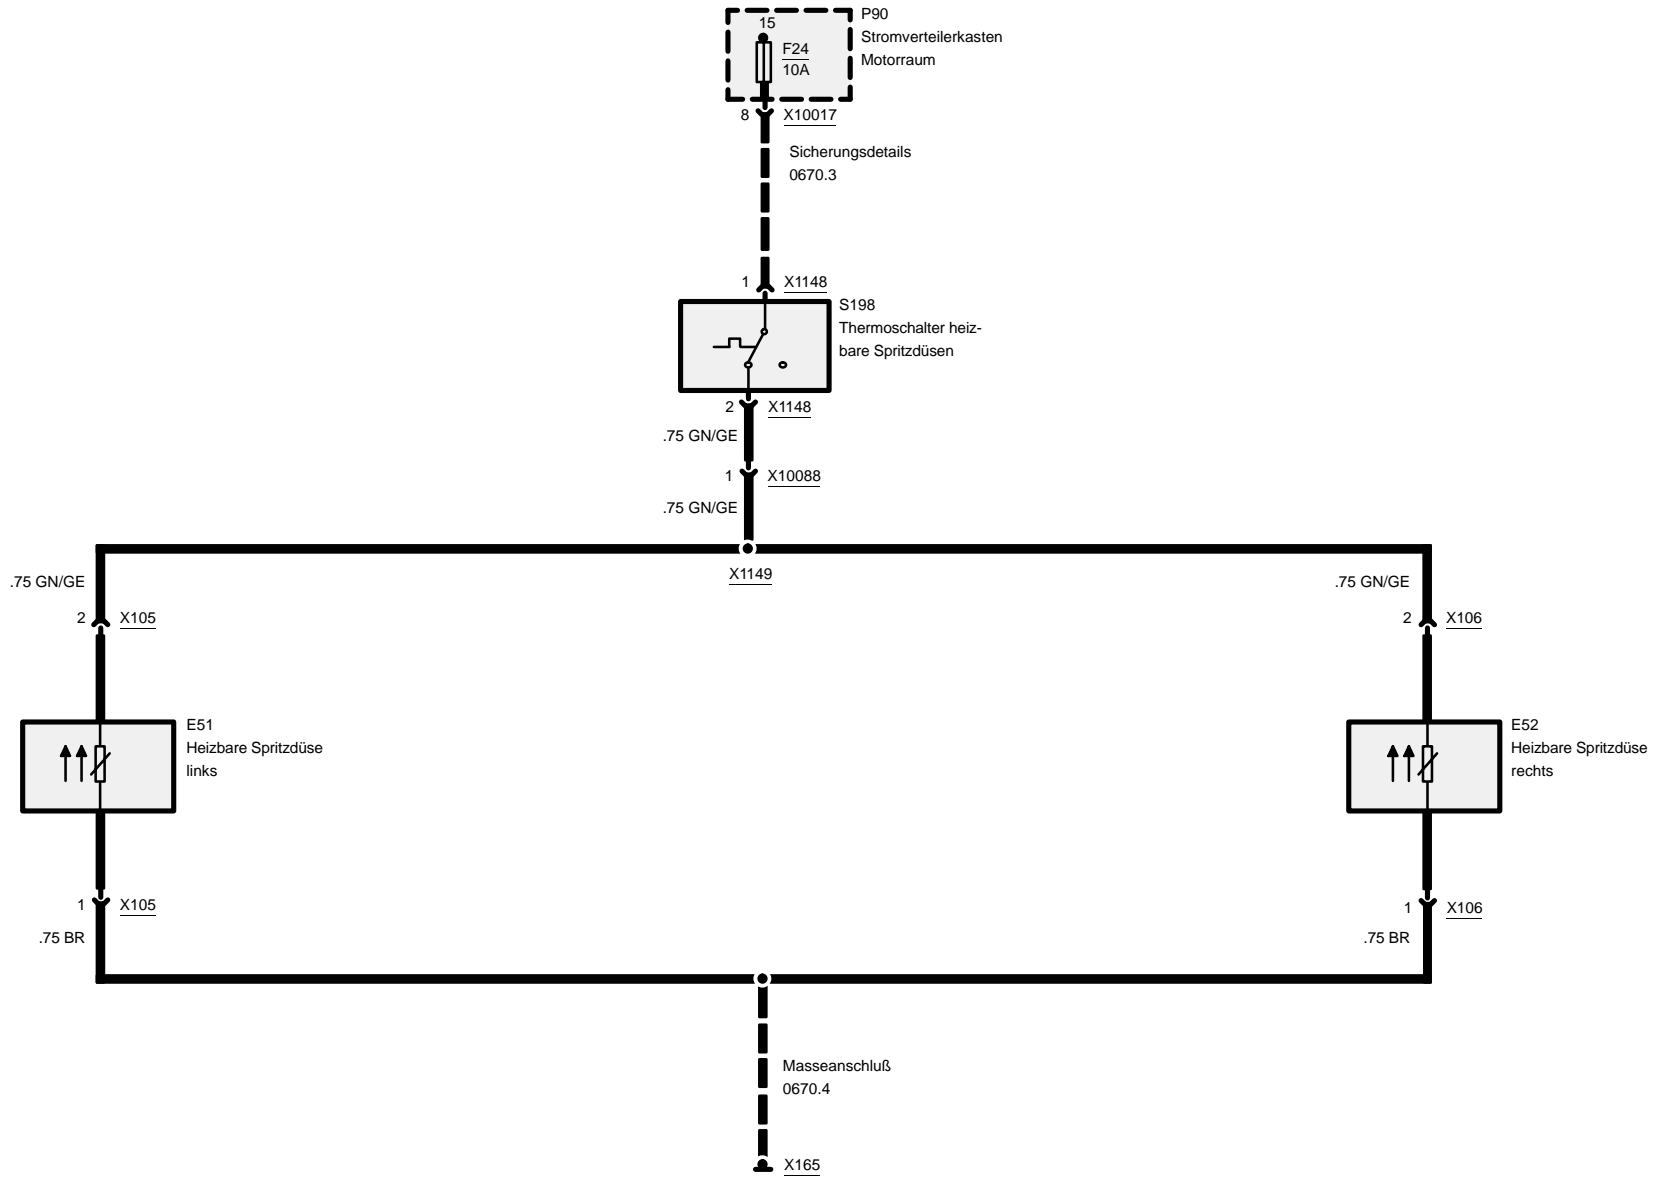 15
F24
10A
P90
Stromverteilerkasten
Motorraum
8
X10017
Sicherungsdetails
0670.3
1
X1148
S198
Thermoschalter heiz-
bare Spritzdüsen
2
X1148
.75 GN/GE
1
X10088
.75 GN/GE
X1149
.75 GN/GE
2
X105
.75 GN/GE
2
X106
E51
Heizbare Spritzdüse
links
E52
Heizbare Spritzdüse
rechts
1
X105
.75 BR
1
X106
.75 BR
Masseanschluß
0670.4
X165